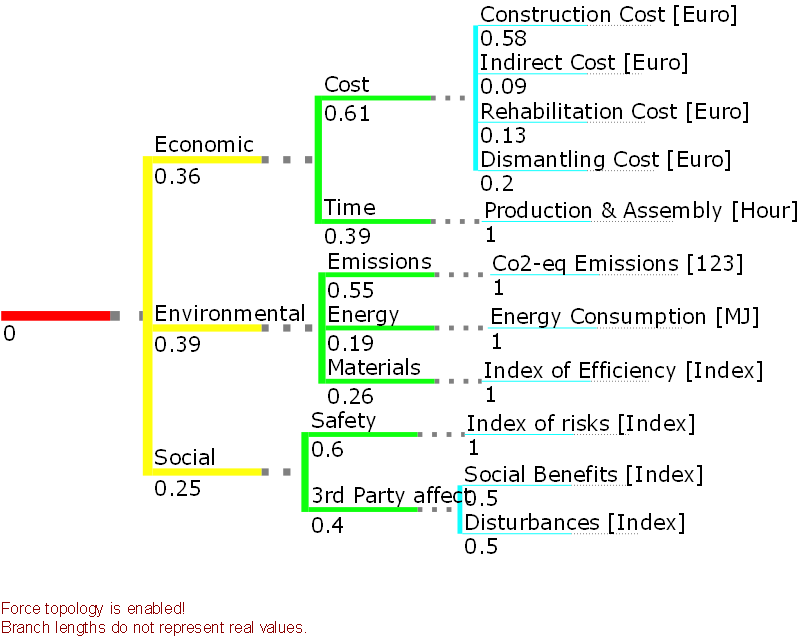 Construction Cost [Euro]
0.58
Indirect Cost [Euro]
0.09
Cost
0.61
Rehabilitation Cost [Euro]
0.13
Economic
0.36
Dismantling Cost [Euro]
0.2
Time
0.39
Production & Assembly [Hour]
1
Emissions
0.55
Co2-eq Emissions [123]
1
0
Environmental
0.39
Energy
0.19
Energy Consumption [MJ]
1
Materials
0.26
Index of Efficiency [Index]
1
Safety
0.6
Index of risks [Index]
1
Social
0.25
3rd Party affect
0.4
Social Benefits [Index]
0.5
Disturbances [Index]
0.5
Force topology is enabled!
Branch lengths do not represent real values.